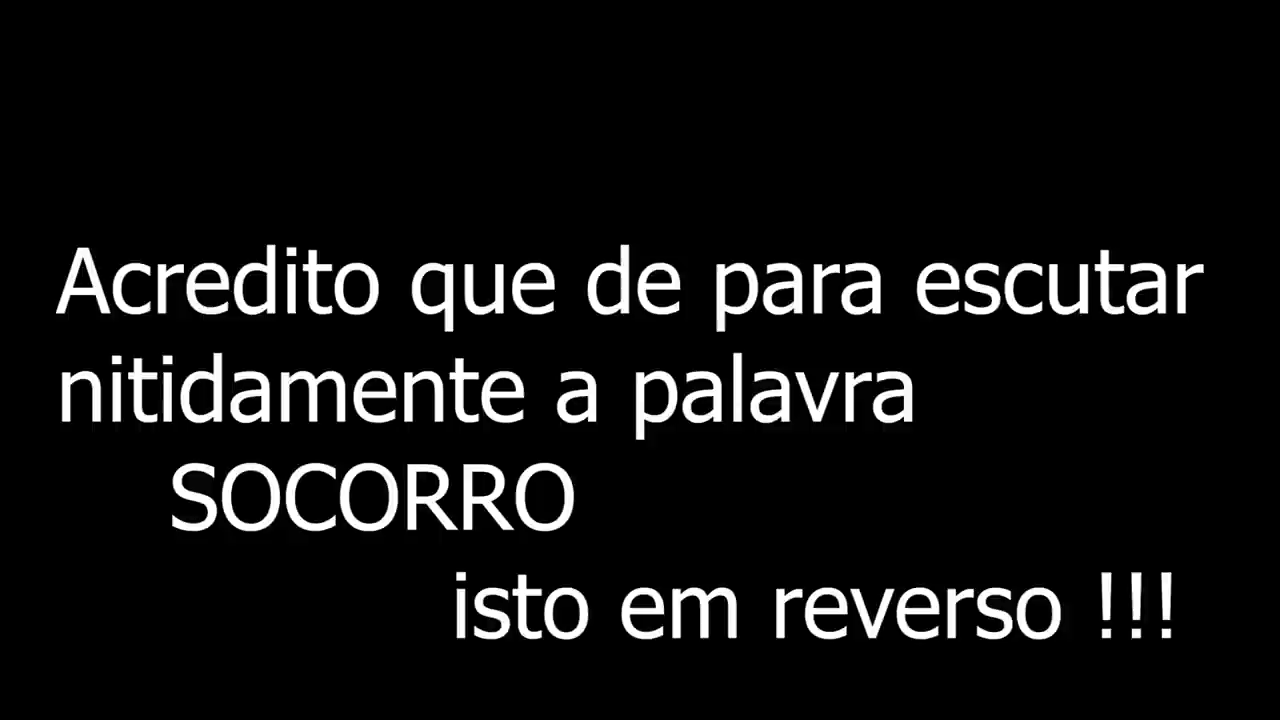 Acredito que de para escutar
nitidamente a palavra
SOCORRO
isto em reverso !!!